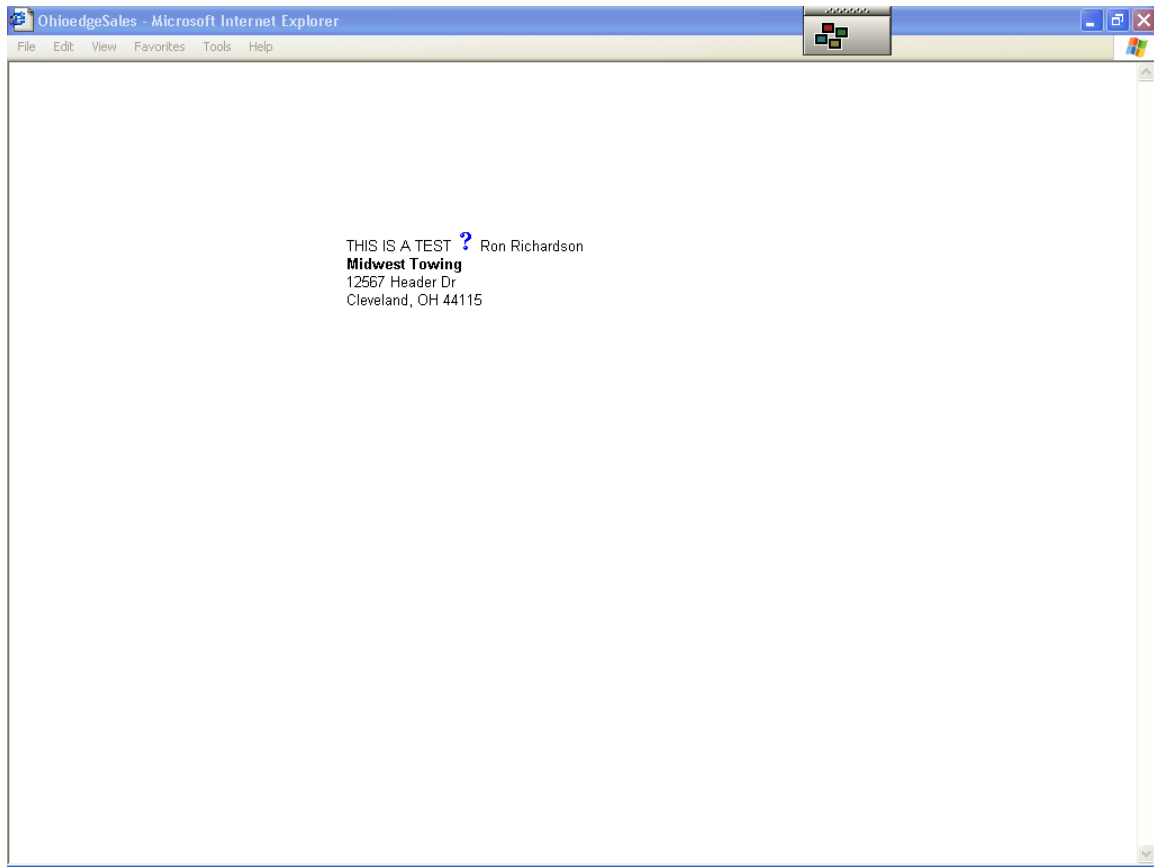 OhioedgeSales - Microsoft Internet Explorer
File Edit View Favorites Tools Help
THIS IS A TEST ? Ron Richardson
Midwest Towing
12567 Header Dr
Cleveland, OH 44115